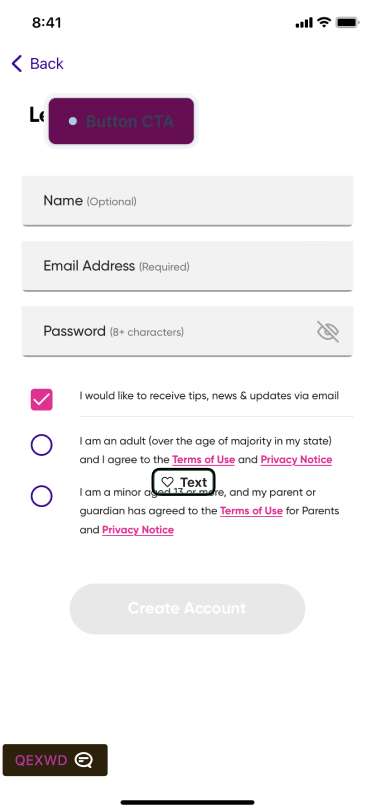 8:41
Back
Button CTA
Name (Optional)
Email Address (Required)
Password (8+ characters)
I would like to receive tips, news & updates via email
I am an adult (over the age of majority in my state)
and I agree to the Terms of Use and Privacy Notice
Text
I am a minor aged 13 or more, and my parent or
guardian has agreed to the Terms of Use for Parents
and Privacy Notice
Create Account
QEXWD